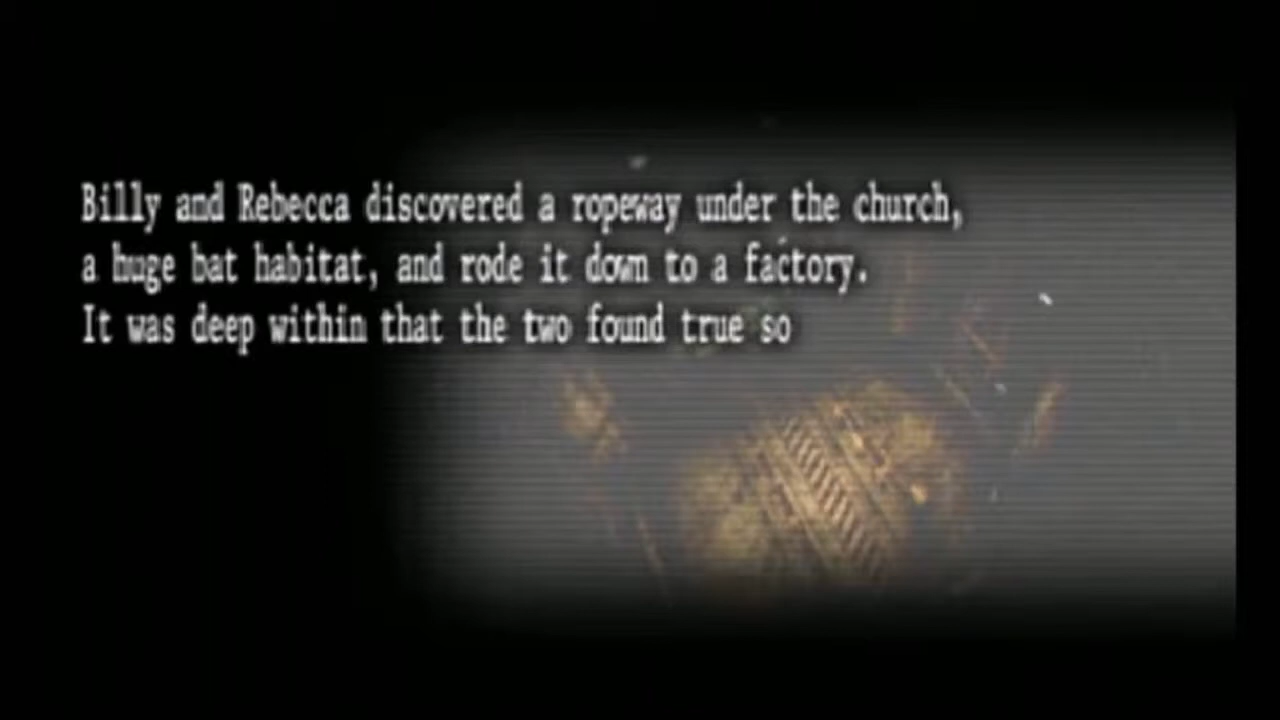 Billy and Rebecca discovered a ropeway under the church,
a huge bat habitat, and rode it down to a factory.
It was deep within that the two found true so